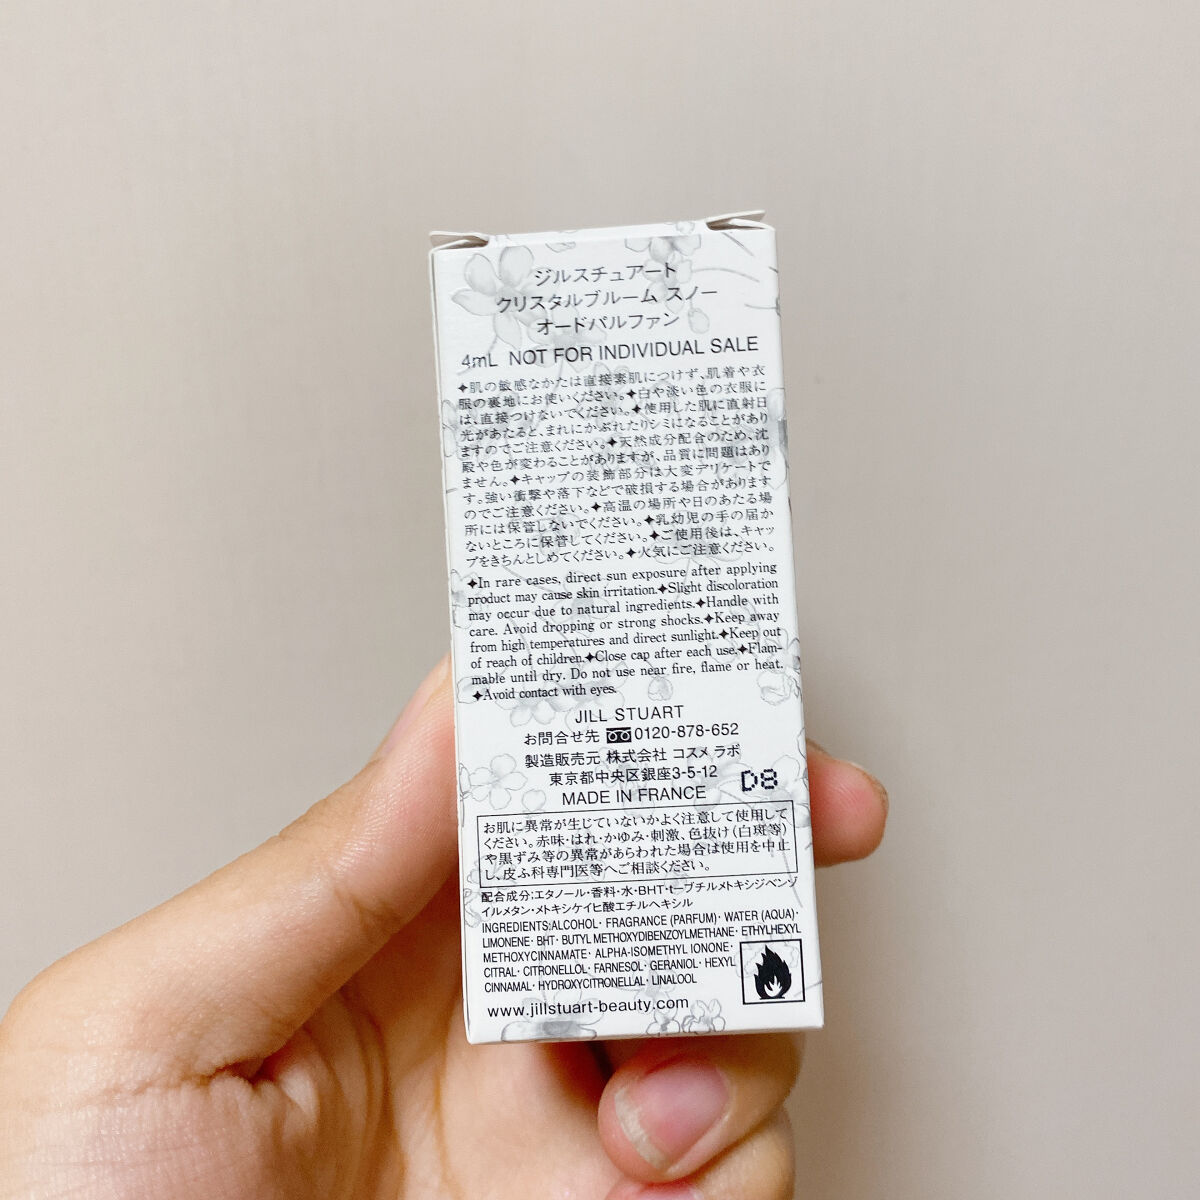 ジルスチュアート
クリスタルブルーム スノー
オードパルファン
4mL NOT FOR INDIVIDUAL SALE
✦肌の敏感なかたは直接素肌につけず、肌着や衣
服の裏地にお使いください。✦白や淡い色の衣服に
は、直接つけないでください。✦使用した肌に直射日
光があたると、まれにかぶれたりシミになることがあり
ますのでご注意ください。✦天然成分配合のため、沈
殿や色が変わることがありますが、品質に問題はあり
ません。✦キャップの装飾部分は大変デリケートで
す。強い衝撃や落下などで破損する場合があります
のでご注意ください。✦高温の場所や日のあたる場
所には保管しないでください。✦乳幼児の手の届か
ないところに保管してください。✦ご使用後は、キャッ
プをきちんとしめてください。✦火気にご注意ください。
✦In rare cases, direct sun exposure after applying
product may cause skin irritation.✦Slight discoloration
may occur due to natural ingredients.✦Handle with
care. Avoid dropping or strong shocks.✦Keep away
from high temperatures and direct sunlight.✦Keep out
of reach of children.✦Close cap after each use.✦Flam-
mable until dry. Do not use near fire, flame or heat.
✦Avoid contact with eyes.
JILL STUART
お問合せ先 0120-878-652
製造販売元 株式会社 コスメ ラボ
東京都中央区銀座3-5-12
D8
MADE IN FRANCE
お肌に異常が生じていないかよく注意して使用して
ください。赤味・はれ・かゆみ・刺激、色抜け(白斑等)
や黒ずみ等の異常があらわれた場合は使用を中止
し、皮ふ科専門医等へご相談ください。
配合成分:エタノール・香料・水・BHT・t-ブチルメトキシジベンゾ
イルメタン・メトキシケイヒ酸エチルヘキシル
INGREDIENTS:ALCOHOL· FRAGRANCE (PARFUM)· WATER (AQUA)·
LIMONENE· BHT· BUTYL METHOXYDIBENZOYLMETHANE· ETHYLHEXYL
METHOXYCINNAMATE· ALPHA-ISOMETHYL IONONE·
CITRAL· CITRONELLOL· FARNESOL· GERANIOL· HEXYL
CINNAMAL· HYDROXYCITRONELLAL· LINALOOL
www.jillstuart-beauty.com